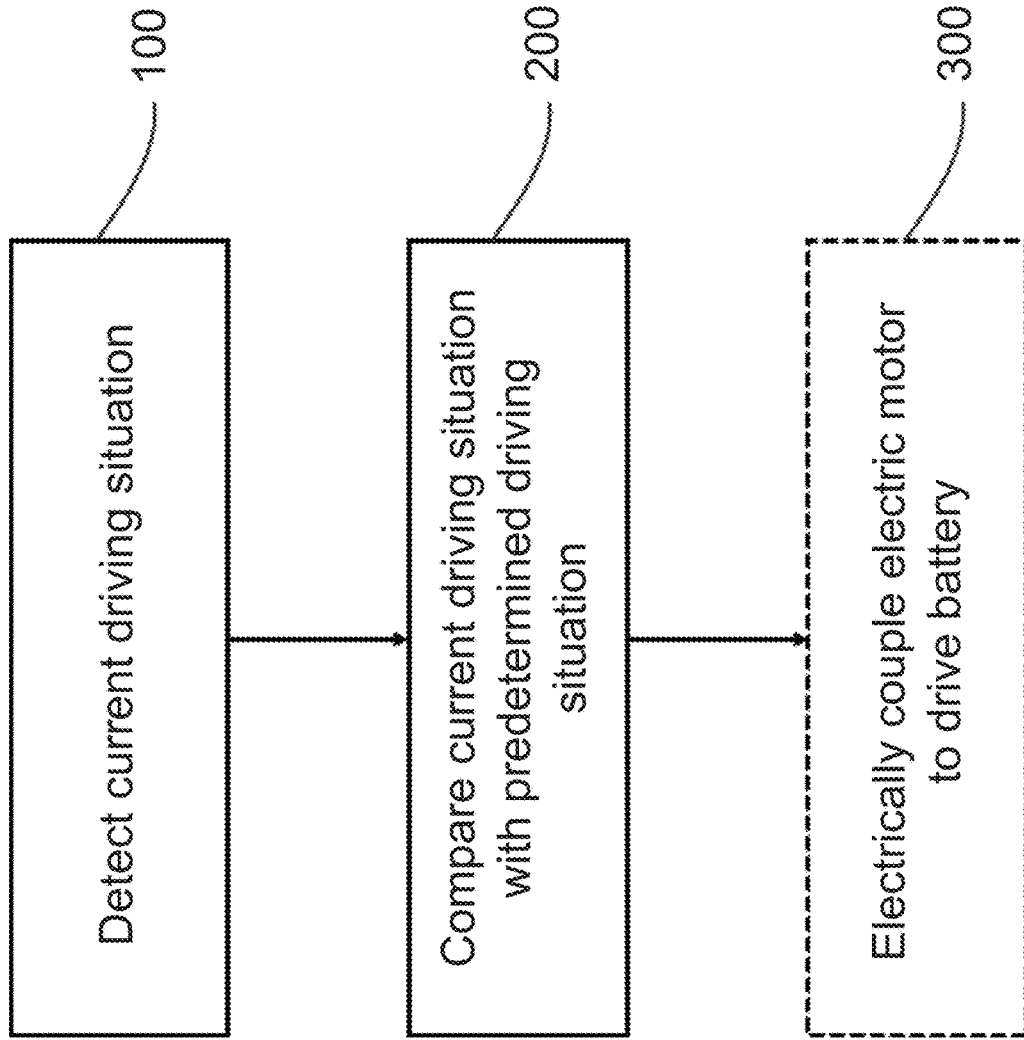 Detect current driving situation
100
Compare current driving situation
with predetermined driving
situation
200
Electrically couple electric motor
to drive battery
300